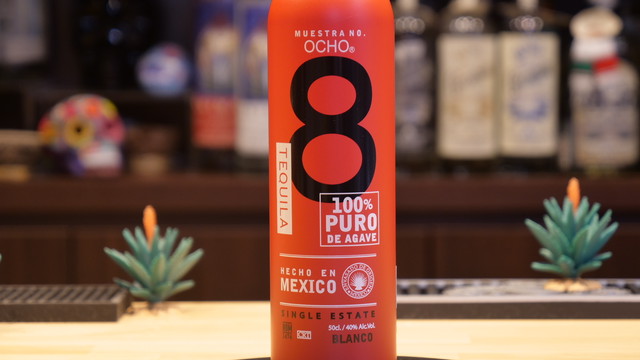 MUESTRA NO.
OCHO®
8
TEQUILA
100%
PURO
DE AGAVE
HECHO EN
MEXICO
SINGLE ESTATE
CRT
50cl. / 40% Alc.Vol.
BLANCO